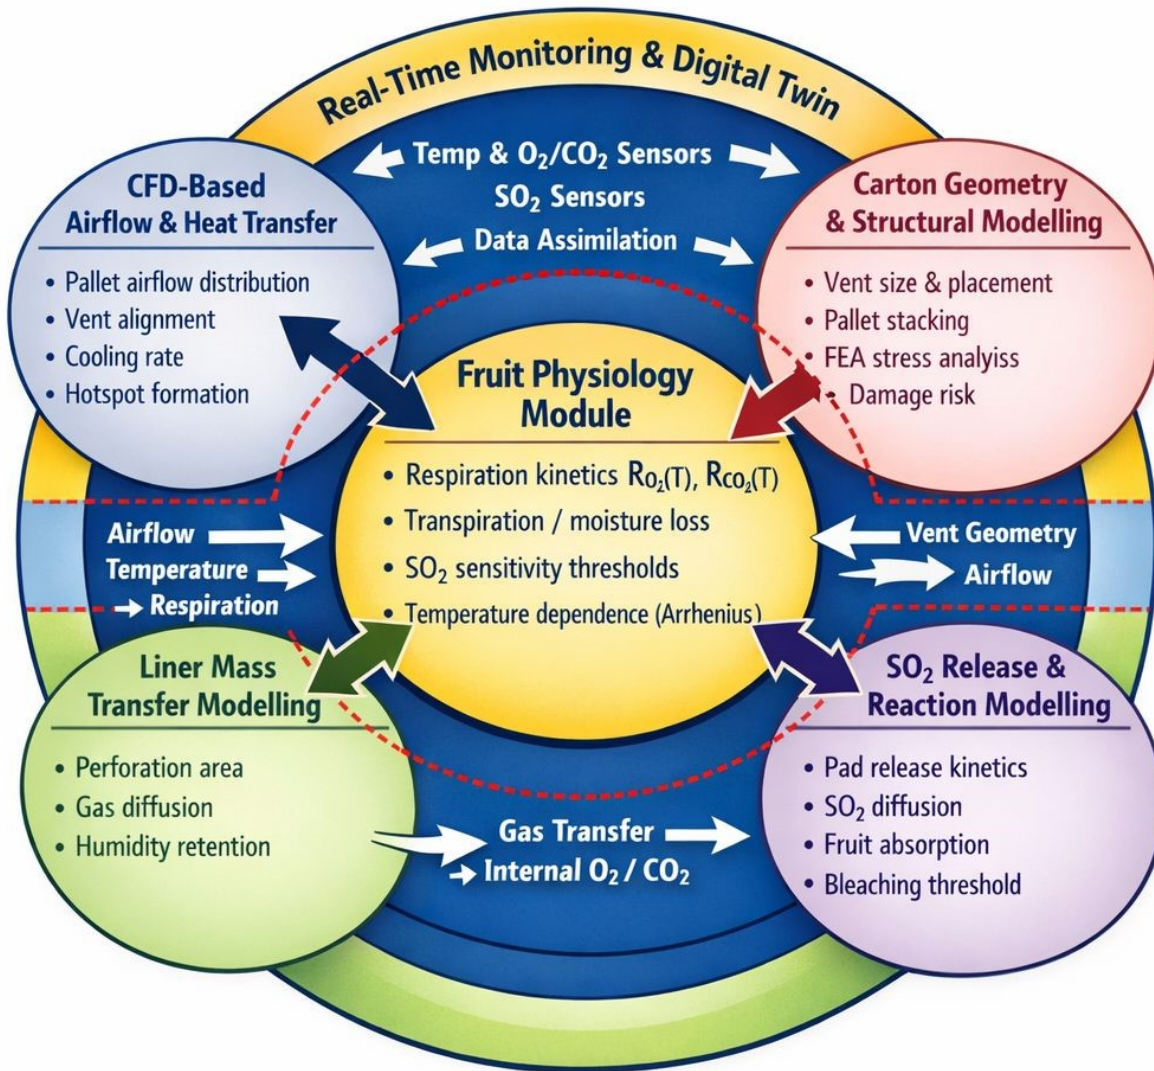 Real-Time Monitoring & Digital Twin
Temp & O₂/CO₂ Sensors
SO₂ Sensors
Data Assimilation
CFD-Based
Airflow & Heat Transfer
• Pallet airflow distribution
• Vent alignment
• Cooling rate
• Hotspot formation
Carton Geometry
& Structural Modelling
• Vent size & placement
• Pallet stacking
• FEA stress analyiss
• Damage risk
Fruit Physiology
Module
• Respiration kinetics R_O₂(T), R_CO₂(T)
• Transpiration / moisture loss
• SO₂ sensitivity thresholds
• Temperature dependence (Arrhenius)
Airflow
Temperature
Respiration
Vent Geometry
Airflow
Liner Mass
Transfer Modelling
• Perforation area
• Gas diffusion
• Humidity retention
SO₂ Release &
Reaction Modelling
• Pad release kinetics
• SO₂ diffusion
• Fruit absorption
• Bleaching threshold
Gas Transfer
Internal O₂ / CO₂